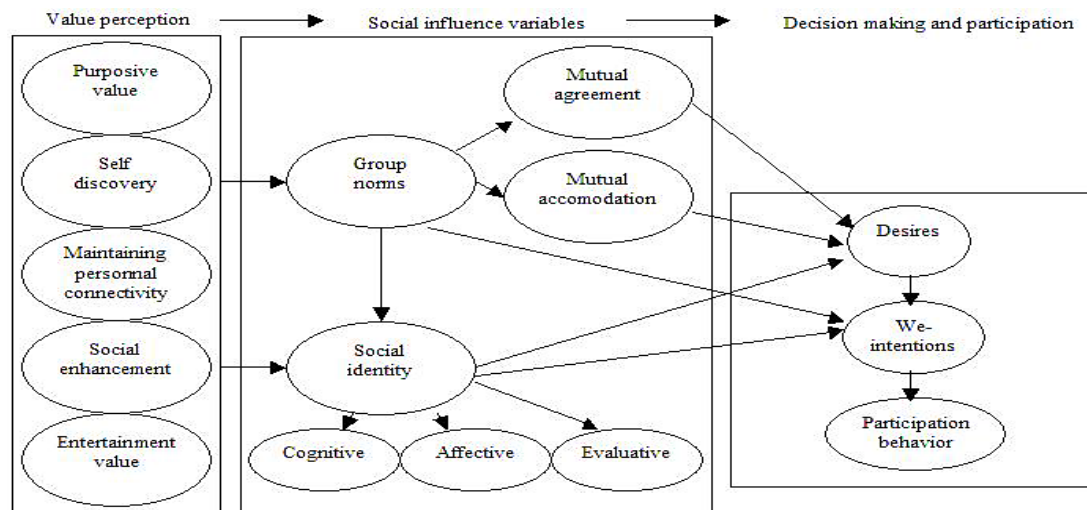 Value perception
Social influence variables
Decision making and participation
Purposive
value
Self
discovery
Maintaining
personnal
connectivity
Social
enhancement
Entertainment
value
Group
norms
Social
identity
Mutual
agreement
Mutual
accomodation
Cognitive
Affective
Evaluative
Desires
We-
intentions
Participation
behavior